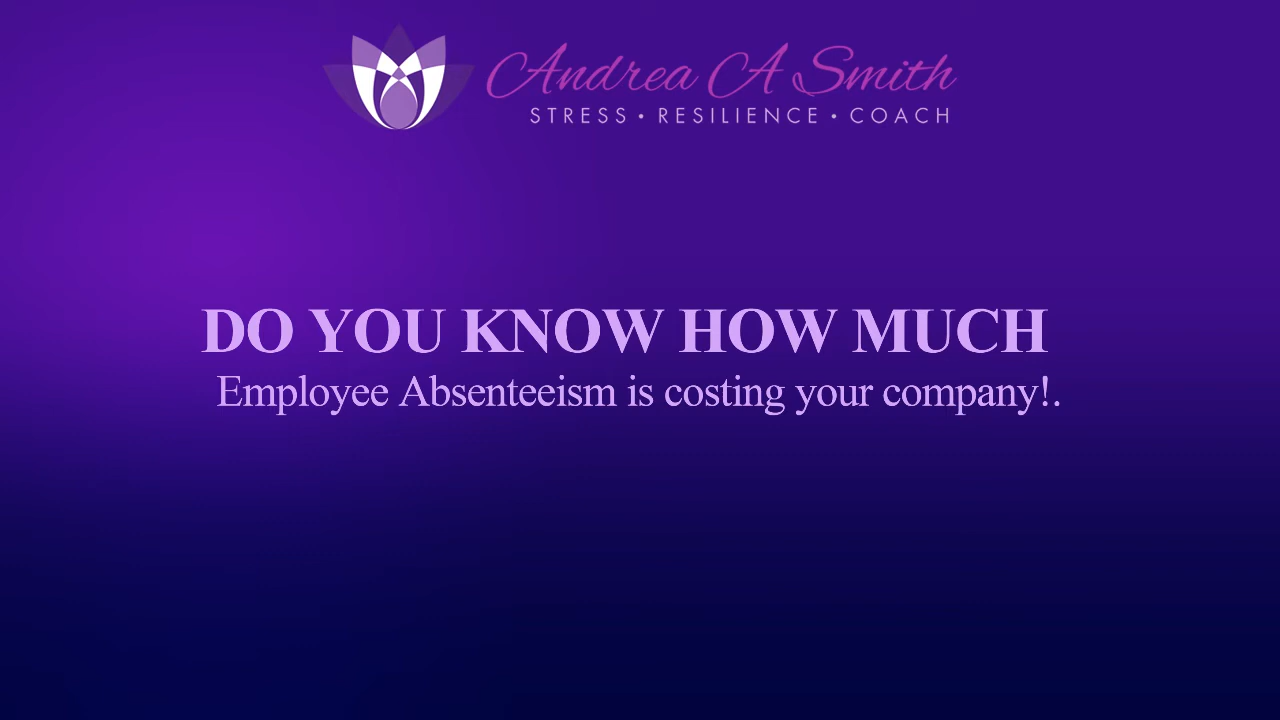 Andrea A Smith
STRESS • RESILIENCE • COACH
DO YOU KNOW HOW MUCH
Employee Absenteeism is costing your company!.